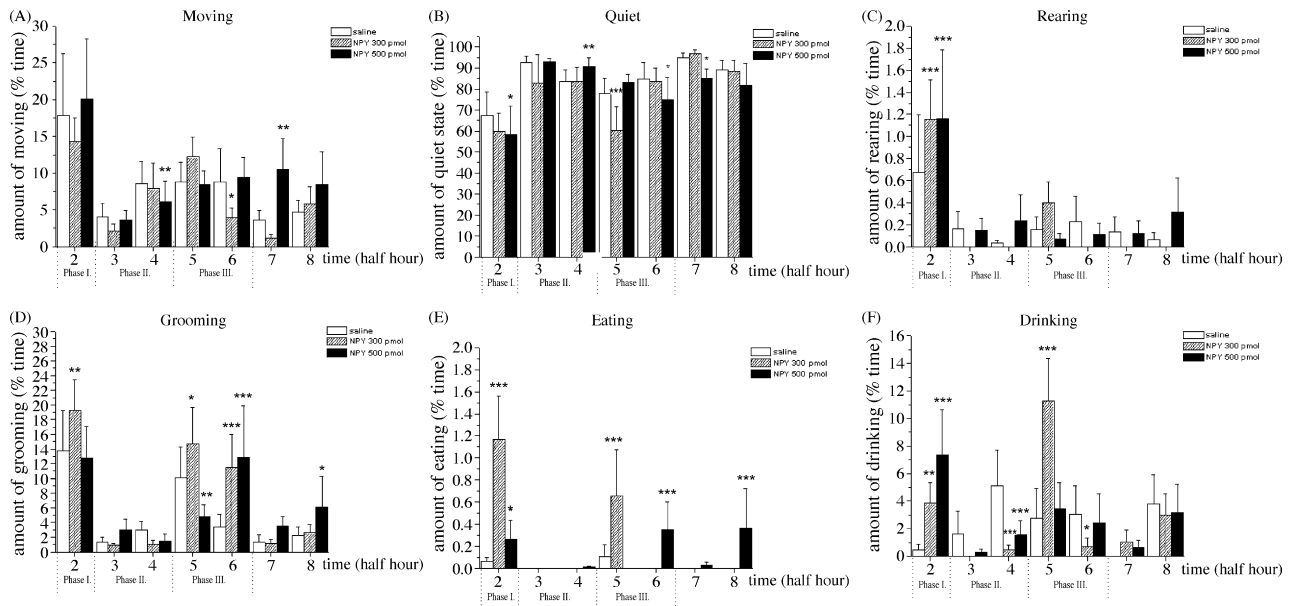 (A) Moving
30
25
20
15
10
5
0
amount of moving (% time)
saline
NPY 300 pmol
NPY 500 pmol
** * **
2 3 4 5 6 7 8 time (half hour)
Phase I. Phase II. Phase III.
(B) Quiet
100
90
80
70
60
50
40
30
20
10
0
amount of quiet state (% time)
saline
NPY 300 pmol
NPY 500 pmol
* ** *** * *
2 3 4 5 6 7 8 time (half hour)
Phase I. Phase II. Phase III.
(C) Rearing
2.0
1.8
1.6
1.4
1.2
1.0
0.8
0.6
0.4
0.2
0.0
amount of rearing (% time)
saline
NPY 300 pmol
NPY 500 pmol
*** ***
2 3 4 5 6 7 8 time (half hour)
Phase I. Phase II. Phase III.
(D) Grooming
30
28
26
24
22
20
18
16
14
12
10
8
6
4
2
0
amount of grooming (% time)
saline
NPY 300 pmol
NPY 500 pmol
** * ** *** *** *
2 3 4 5 6 7 8 time (half hour)
Phase I. Phase II. Phase III.
(E) Eating
2.0
1.8
1.6
1.4
1.2
1.0
0.8
0.6
0.4
0.2
0.0
amount of eating (% time)
saline
NPY 300 pmol
NPY 500 pmol
*** * *** *** ***
2 3 4 5 6 7 8 time (half hour)
Phase I. Phase II. Phase III.
(F) Drinking
16
14
12
10
8
6
4
2
0
amount of drinking (% time)
saline
NPY 300 pmol
NPY 500 pmol
** *** *** *** *** *
2 3 4 5 6 7 8 time (half hour)
Phase I. Phase II. Phase III.